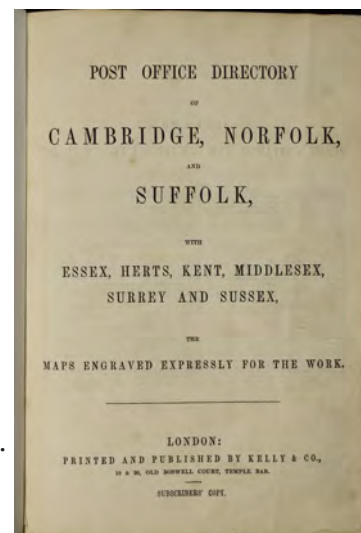 POST OFFICE DIRECTORY
OF
CAMBRIDGE, NORFOLK,
AND
SUFFOLK,
WITH
ESSEX, HERTS, KENT, MIDDLESEX,
SURREY AND SUSSEX,
THE
MAPS ENGRAVED EXPRESSLY FOR THE WORK.
LONDON:
PRINTED AND PUBLISHED BY KELLY & CO.,
OLD BOSWELL COURT, TEMPLE BAR.
SUBSCRIBERS' COPY.